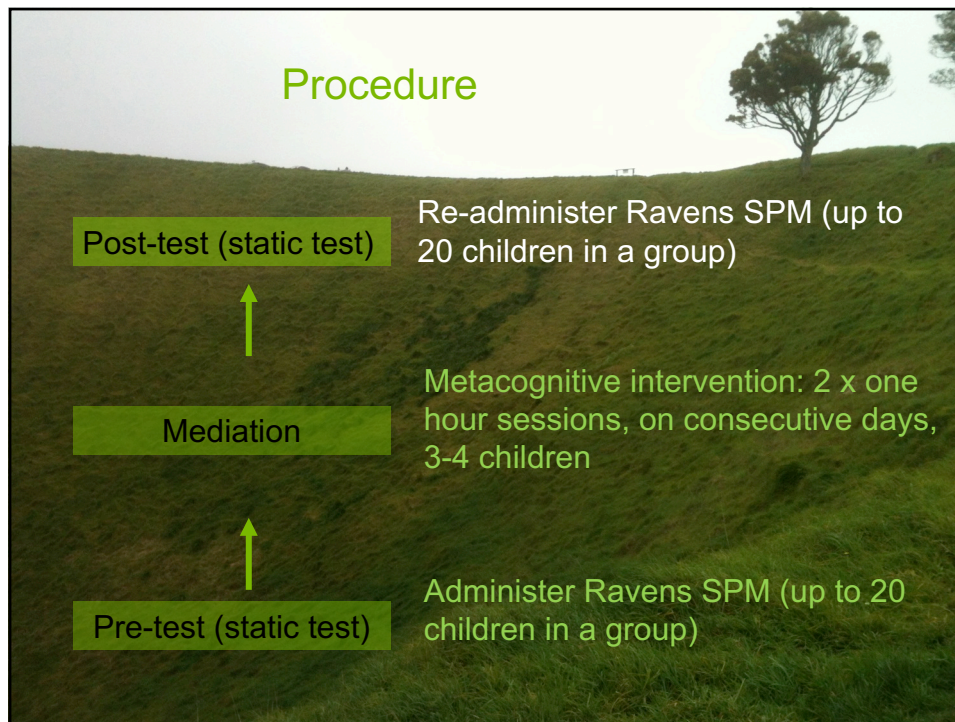 Procedure
Post-test (static test)
Re-administer Ravens SPM (up to
20 children in a group)
Mediation
Metacognitive intervention: 2 x one
hour sessions, on consecutive days,
3-4 children
Pre-test (static test)
Administer Ravens SPM (up to 20
children in a group)